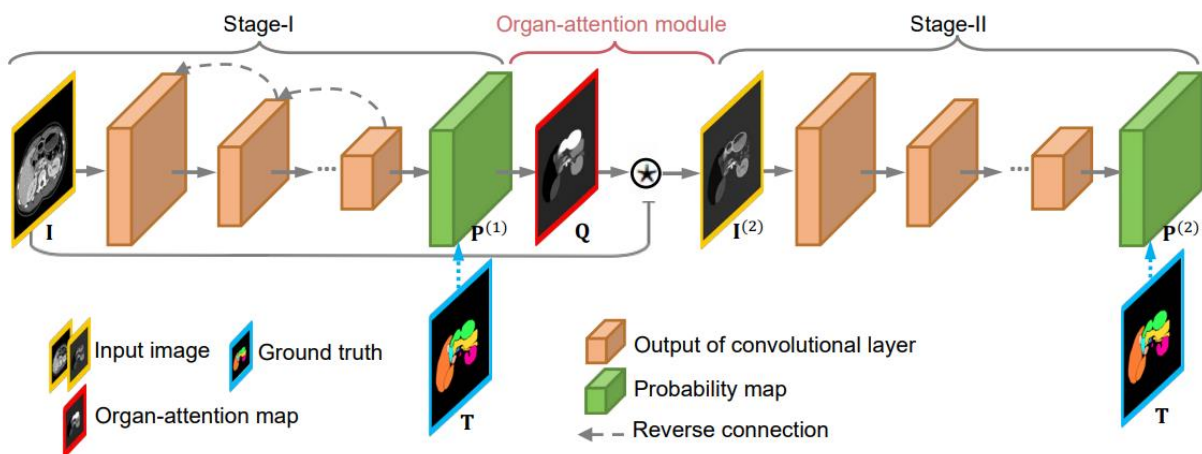 Stage-I
Organ-attention module
Stage-II
I
P(1)
Q
I(2)
P(2)
T
T
Input image
Ground truth
Organ-attention map
Output of convolutional layer
Probability map
Reverse connection